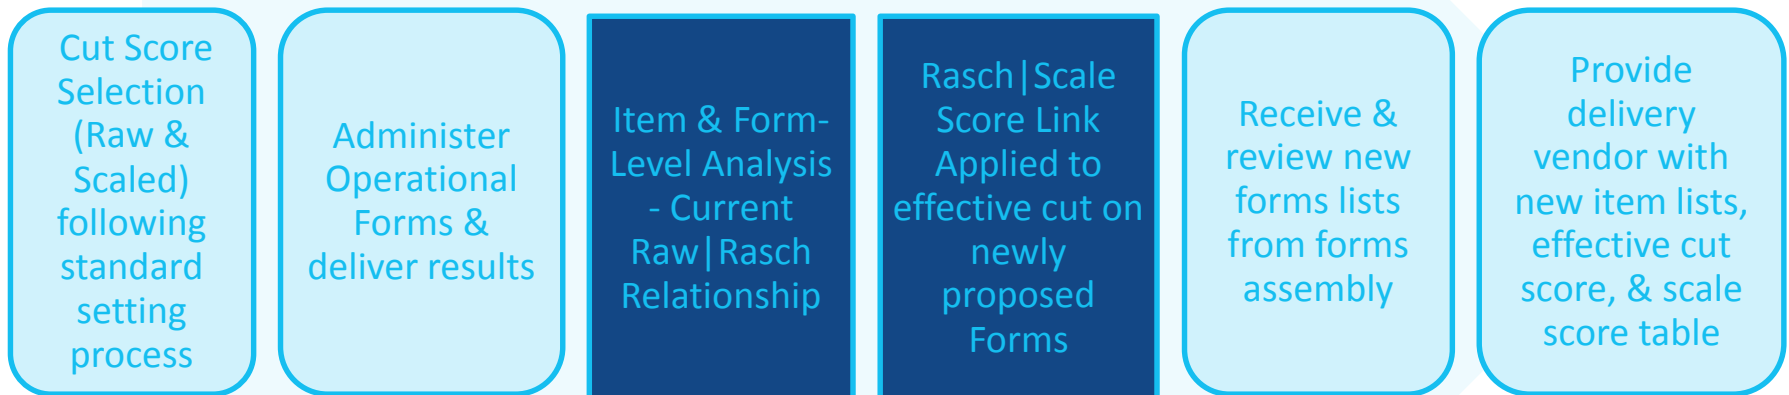 Cut Score
Selection
(Raw &
Scaled)
following
standard
setting
process
Administer
Operational
Forms &
deliver results
Item & Form-
Level Analysis
- Current
Raw|Rasch
Relationship
Rasch|Scale
Score Link
Applied to
effective cut on
newly
proposed
Forms
Receive &
review new
forms lists
from forms
assembly
Provide
delivery
vendor with
new item lists,
effective cut
score, & scale
score table